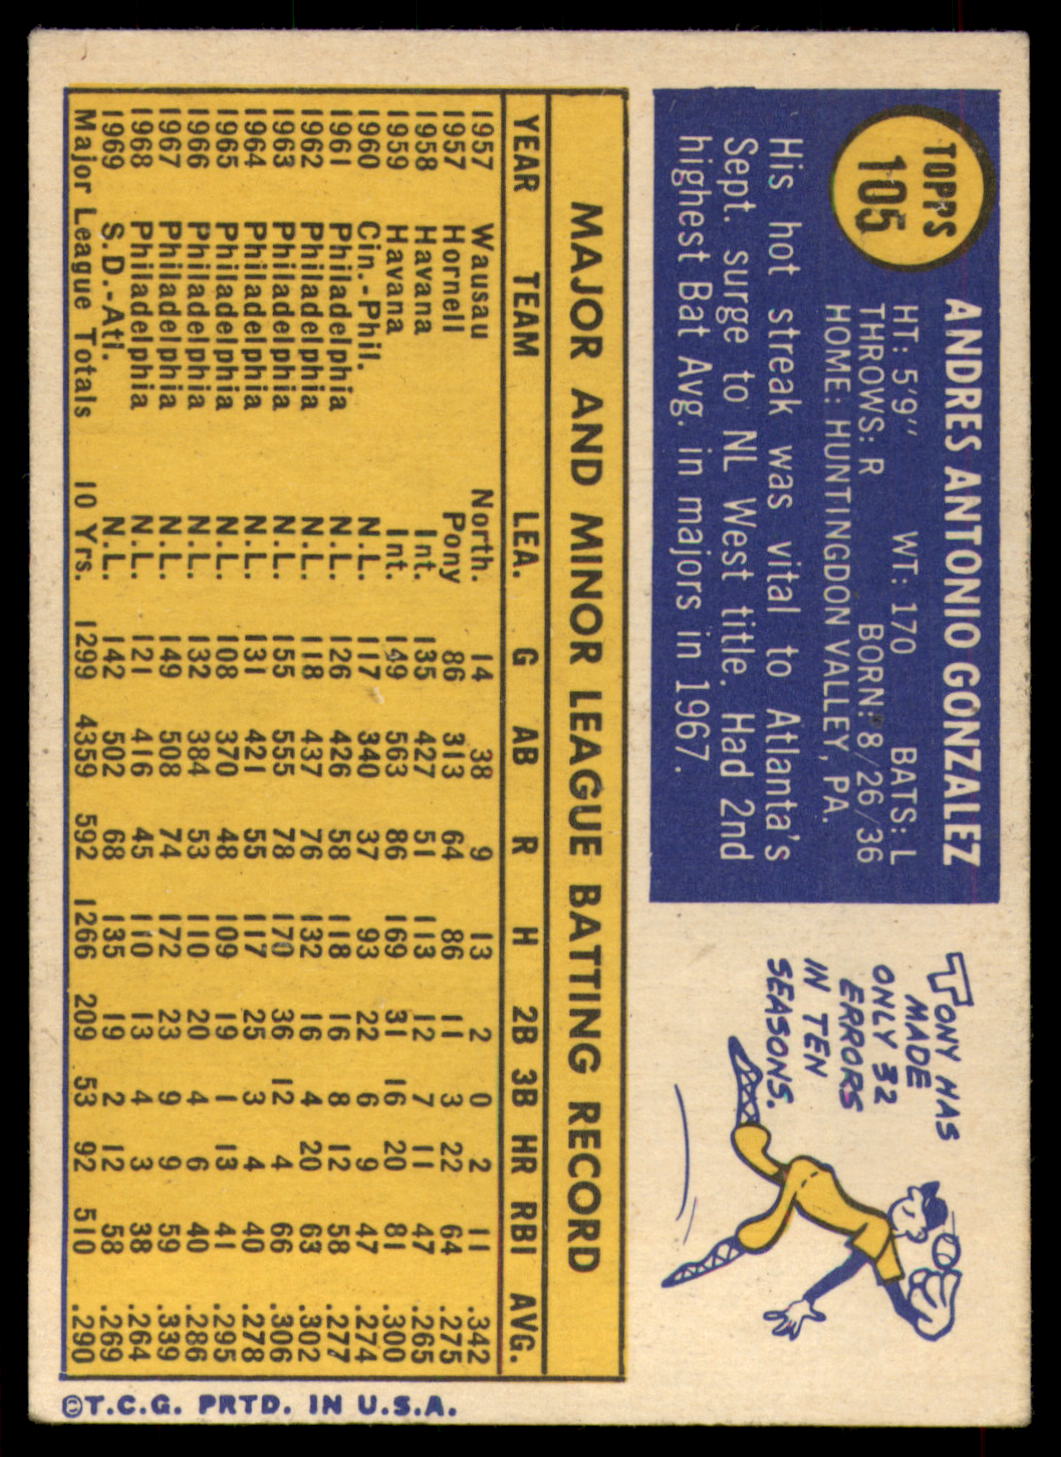 TOPPS
105
ANDRES ANTONIO GONZALEZ
HT: 5'9" WT: 170 BATS: L
THROWS: R BORN: 8/26/36
HOME: HUNTINGDON VALLEY, PA.
His hot streak was vital to Atlanta's
Sept. surge to NL West title. Had 2nd
highest Bat Avg. in majors in 1967.
TONY HAS
MADE
ONLY 32
ERRORS
IN TEN
SEASONS.
MAJOR AND MINOR LEAGUE BATTING RECORD
YEAR TEAM LEA. G AB R H 2B 3B HR RBI AVG.
1957 Wausau North. 14 38 9 13 2 0 2 11 .342
1957 Hornell Pony 86 313 64 86 11 3 22 64 .275
1958 Havana Int. 135 427 51 113 12 7 11 47 .265
1959 Havana Int. 149 563 86 169 31 16 20 81 .300
1960 Cin.-Phil. N.L. 117 340 37 93 22 6 9 47 .274
1961 Philadelphia N.L. 126 426 58 118 16 8 12 58 .277
1962 Philadelphia N.L. 118 437 76 132 16 4 20 63 .302
1963 Philadelphia N.L. 155 555 78 170 36 12 4 66 .306
1964 Philadelphia N.L. 131 421 55 117 25 3 4 40 .278
1965 Philadelphia N.L. 108 370 48 109 19 1 13 41 .295
1966 Philadelphia N.L. 132 384 53 110 20 4 6 40 .286
1967 Philadelphia N.L. 149 508 74 172 23 9 9 59 .339
1968 Philadelphia N.L. 121 416 45 110 13 4 3 38 .264
1969 S.D.-Atl. N.L. 142 502 68 135 19 2 12 58 .269
Major League Totals 10 Yrs. 1299 4359 592 1266 209 53 92 510 .290
©T.C.G. PRTD. IN U.S.A.